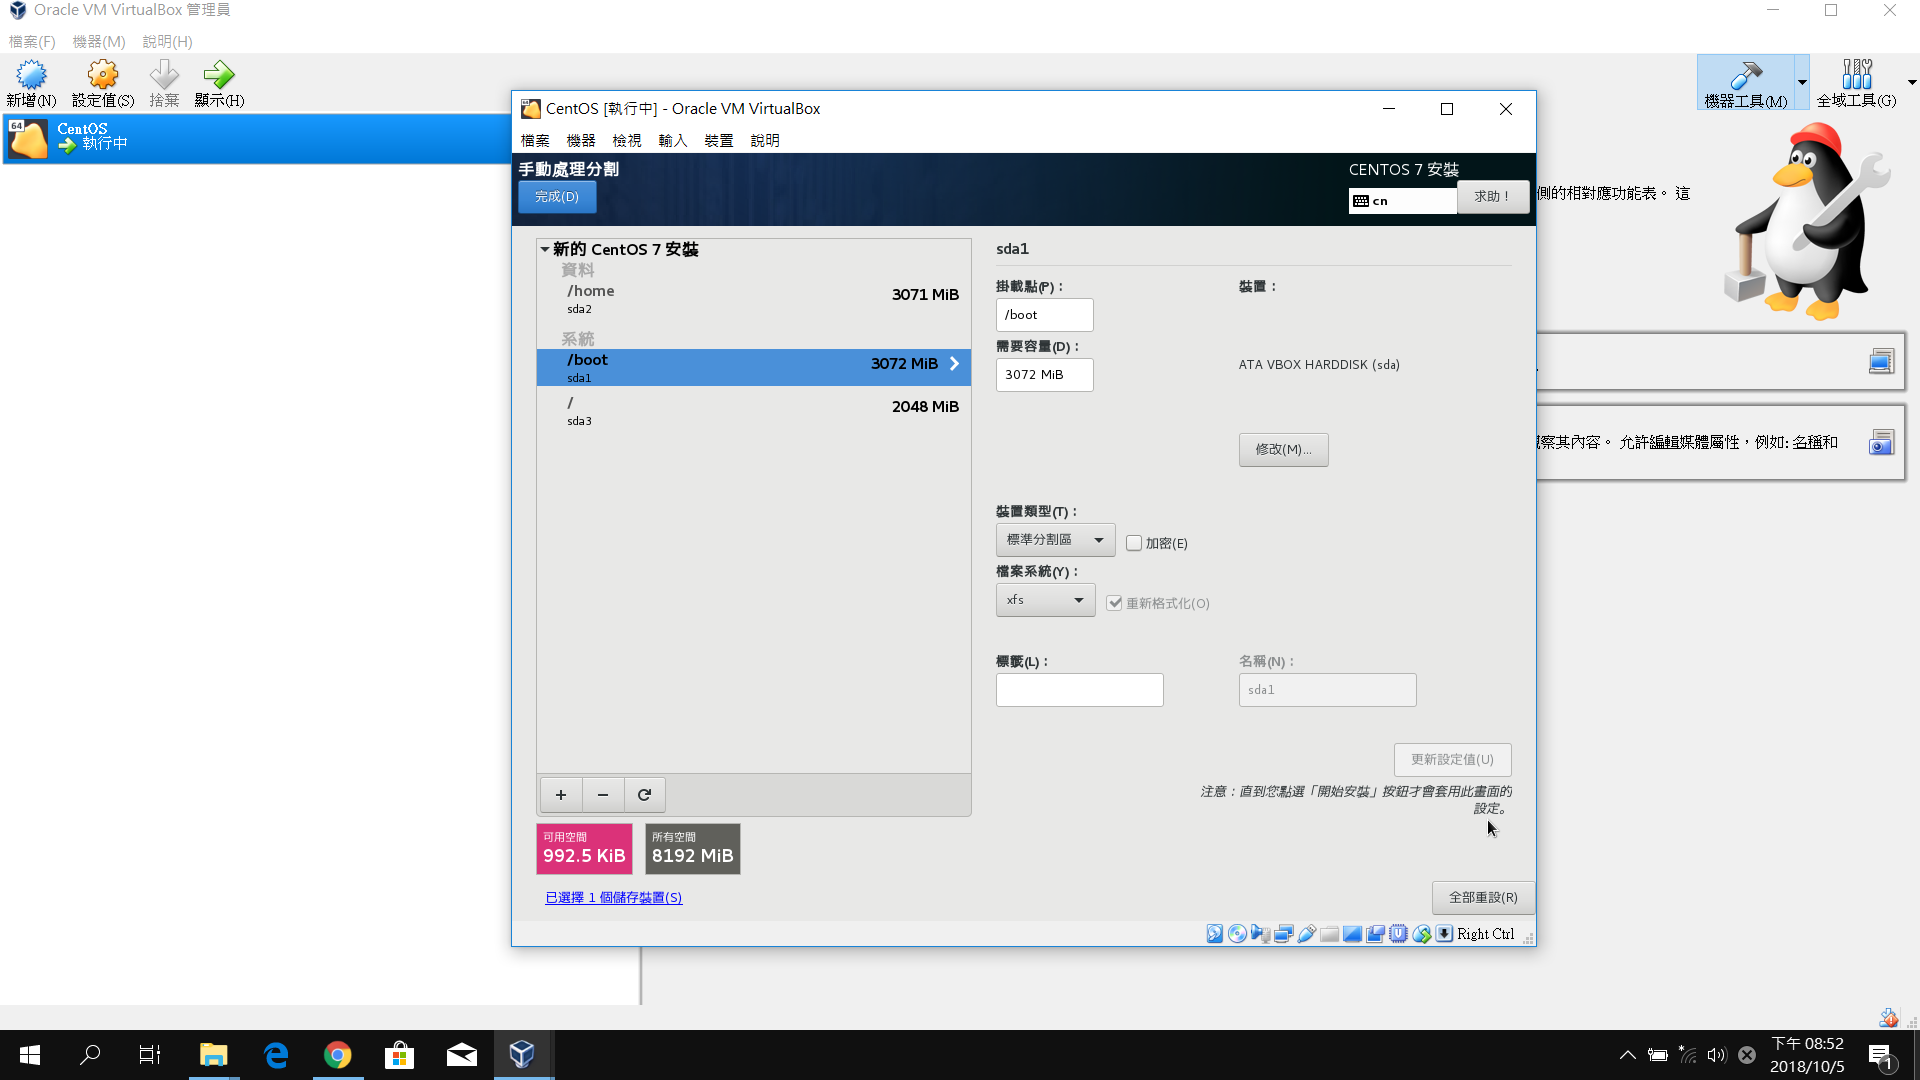 Oracle VM VirtualBox 管理員
檔案(F) 機器(M) 說明(H)
新增(N) 設定值(S) 捨棄 顯示(H)
機器工具(M) 全域工具(G)
64
CentOS
執行中
CentOS [執行中] - Oracle VM VirtualBox
檔案 機器 檢視 輸入 裝置 說明
手動處理分割
完成(D)
CENTOS 7 安裝
cn
求助！
側的相對應功能表。 這
新的 CentOS 7 安裝
資料
/home
3071 MiB
sda2
系統
/boot
3072 MiB
sda1
/
2048 MiB
sda3
+ −
可用空間
992.5 KiB
所有空間
8192 MiB
已選擇 1 個儲存裝置(S)
sda1
掛載點(P)：
/boot
需要容量(D)：
3072 MiB
裝置：
ATA VBOX HARDDISK (sda)
修改(M)...
裝置類型(T)：
標準分割區
加密(E)
檔案系統(Y)：
xfs
重新格式化(O)
標籤(L)：
名稱(N)：
sda1
更新設定值(U)
注意：直到您點選「開始安裝」按鈕才會套用此畫面的
設定。
全部重設(R)
Right Ctrl
察其內容。 允許編輯媒體屬性，例如: 名稱和
下午 08:52
2018/10/5
1